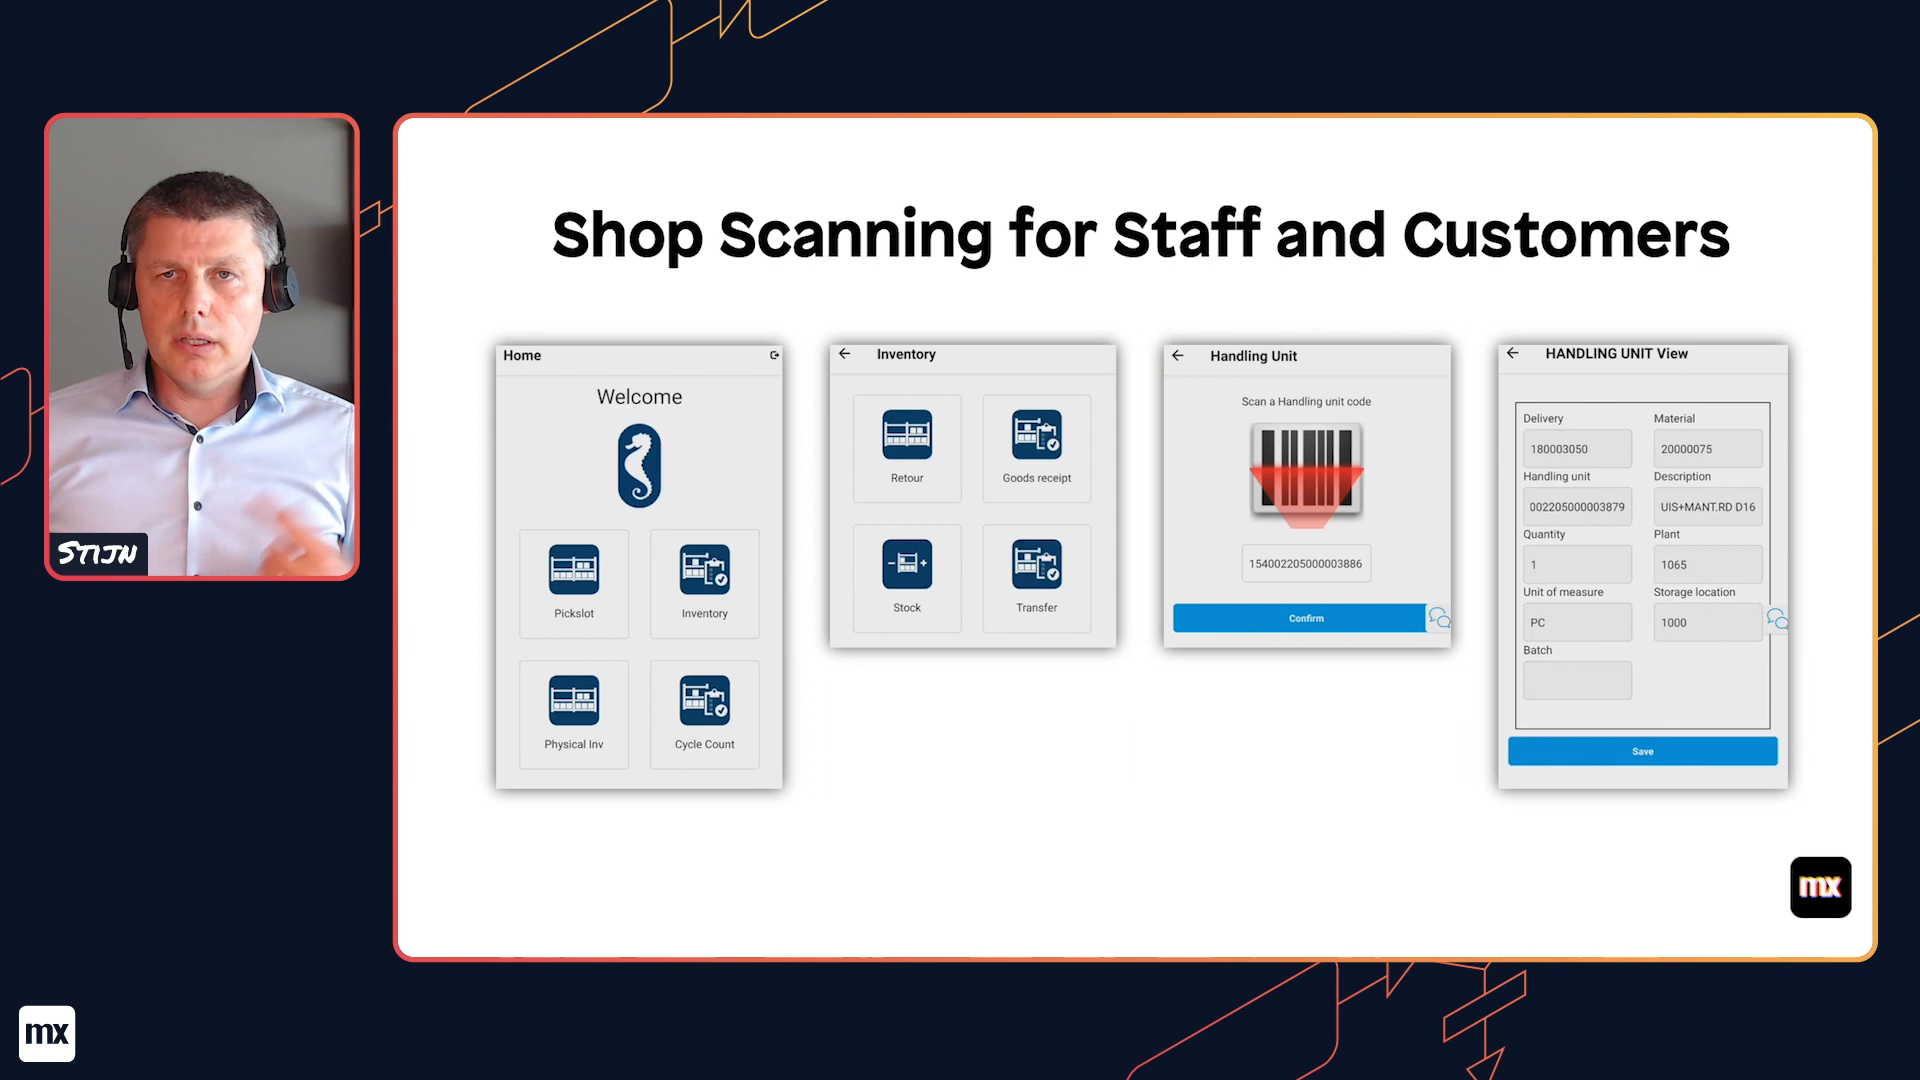 Shop Scanning for Staff and Customers
STIJN
Home
Welcome
Pickslot
Inventory
Physical Inv
Cycle Count
Inventory
Retour
Goods receipt
Stock
Transfer
Handling Unit
Scan a Handling unit code
154002205000003886
Confirm
HANDLING UNIT View
Delivery
Material
180003050
20000075
Handling unit
Description
002205000003879
UIS+MANT.RD D16
Quantity
Plant
1
1065
Unit of measure
Storage location
PC
1000
Batch
Save
mx
mx